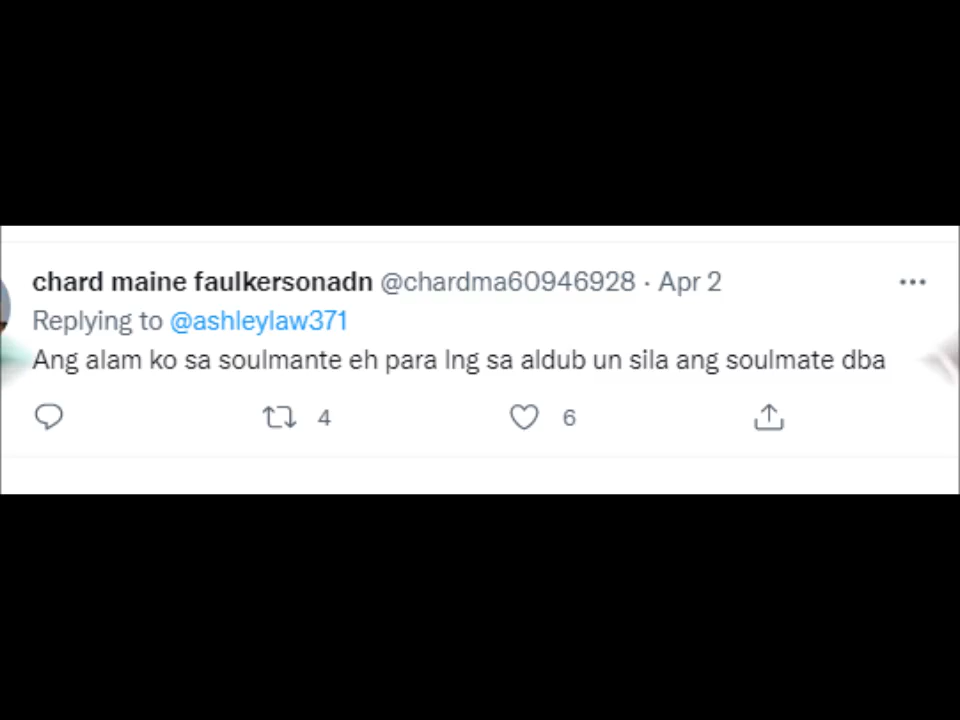 chard maine faulkersonadn @chardma60946928 · Apr 2
Replying to @ashleylaw371
Ang alam ko sa soulmante eh para lng sa aldub un sila ang soulmate dba
4 6